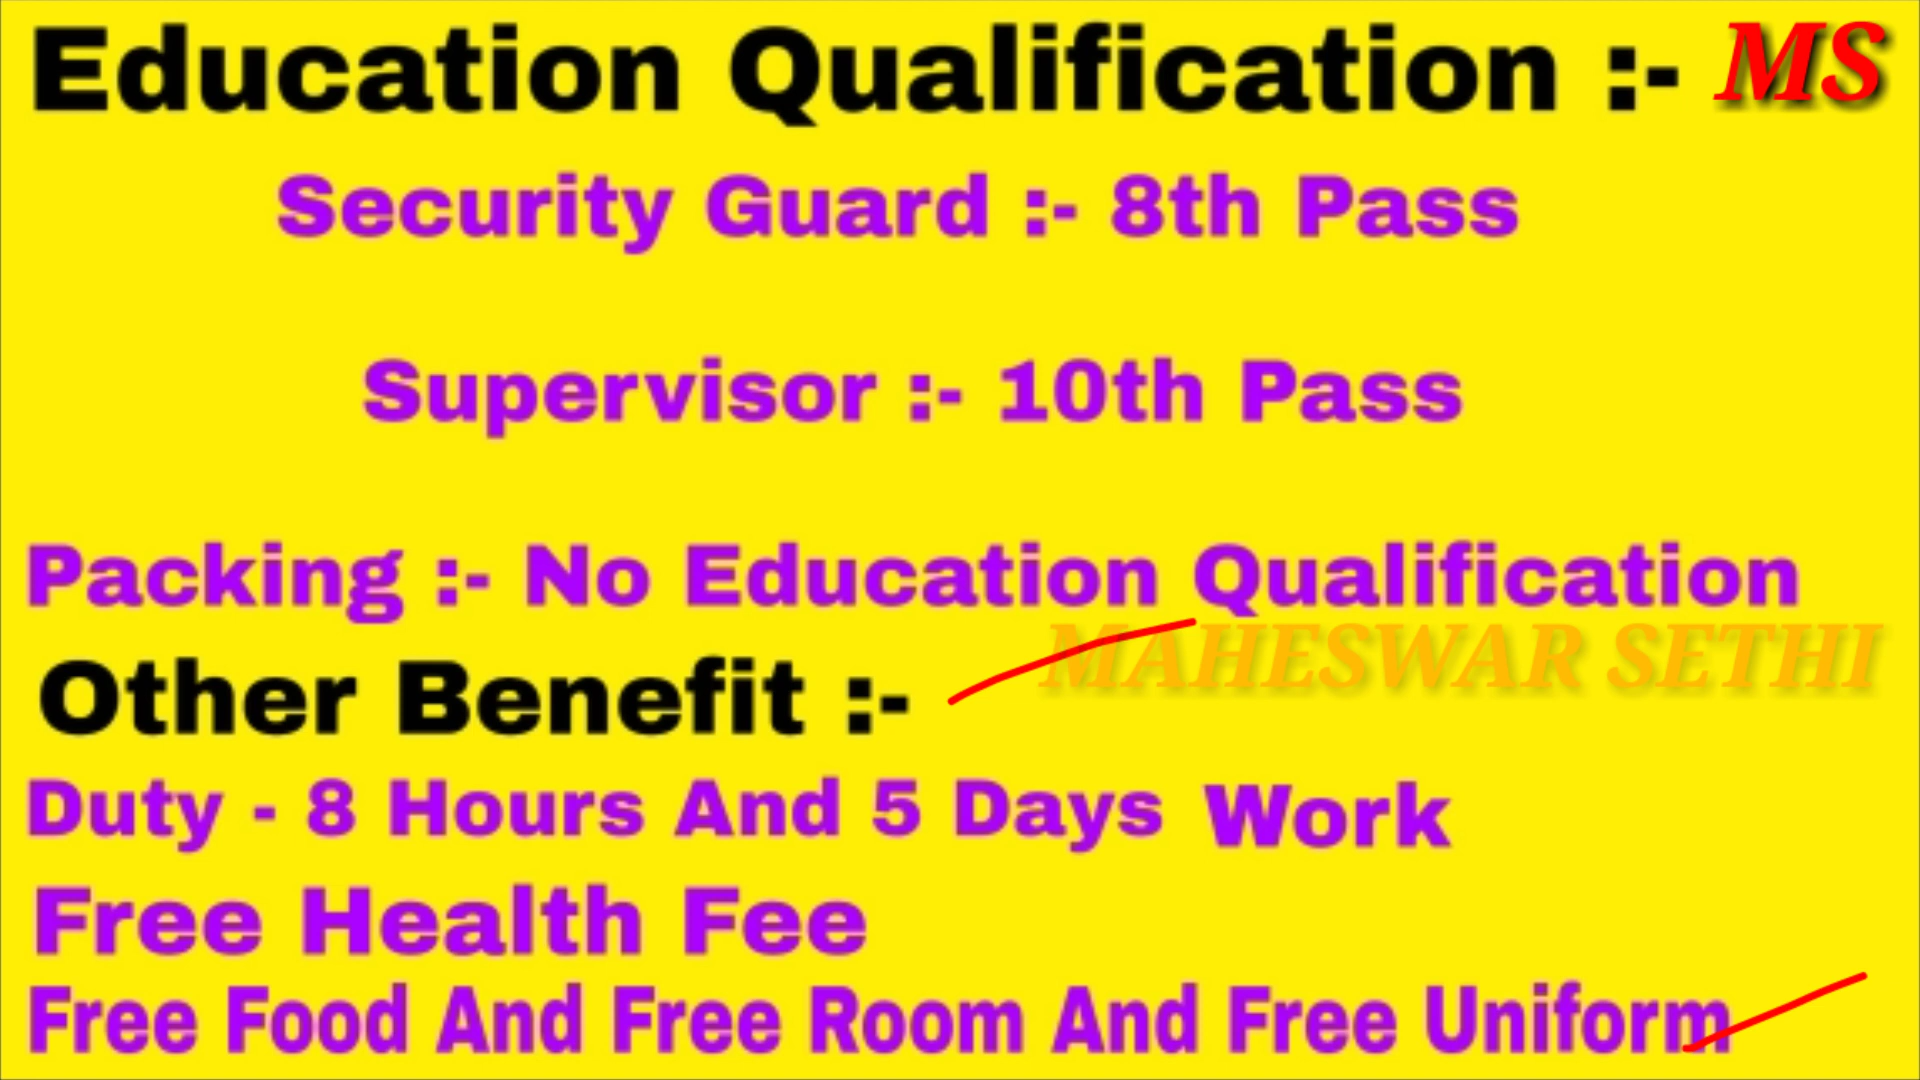 Education Qualification :- MS
Security Guard :- 8th Pass
Supervisor :- 10th Pass
Packing :- No Education Qualification
MAHESWAR SETHI
Other Benefit :-
Duty - 8 Hours And 5 Days Work
Free Health Fee
Free Food And Free Room And Free Uniform